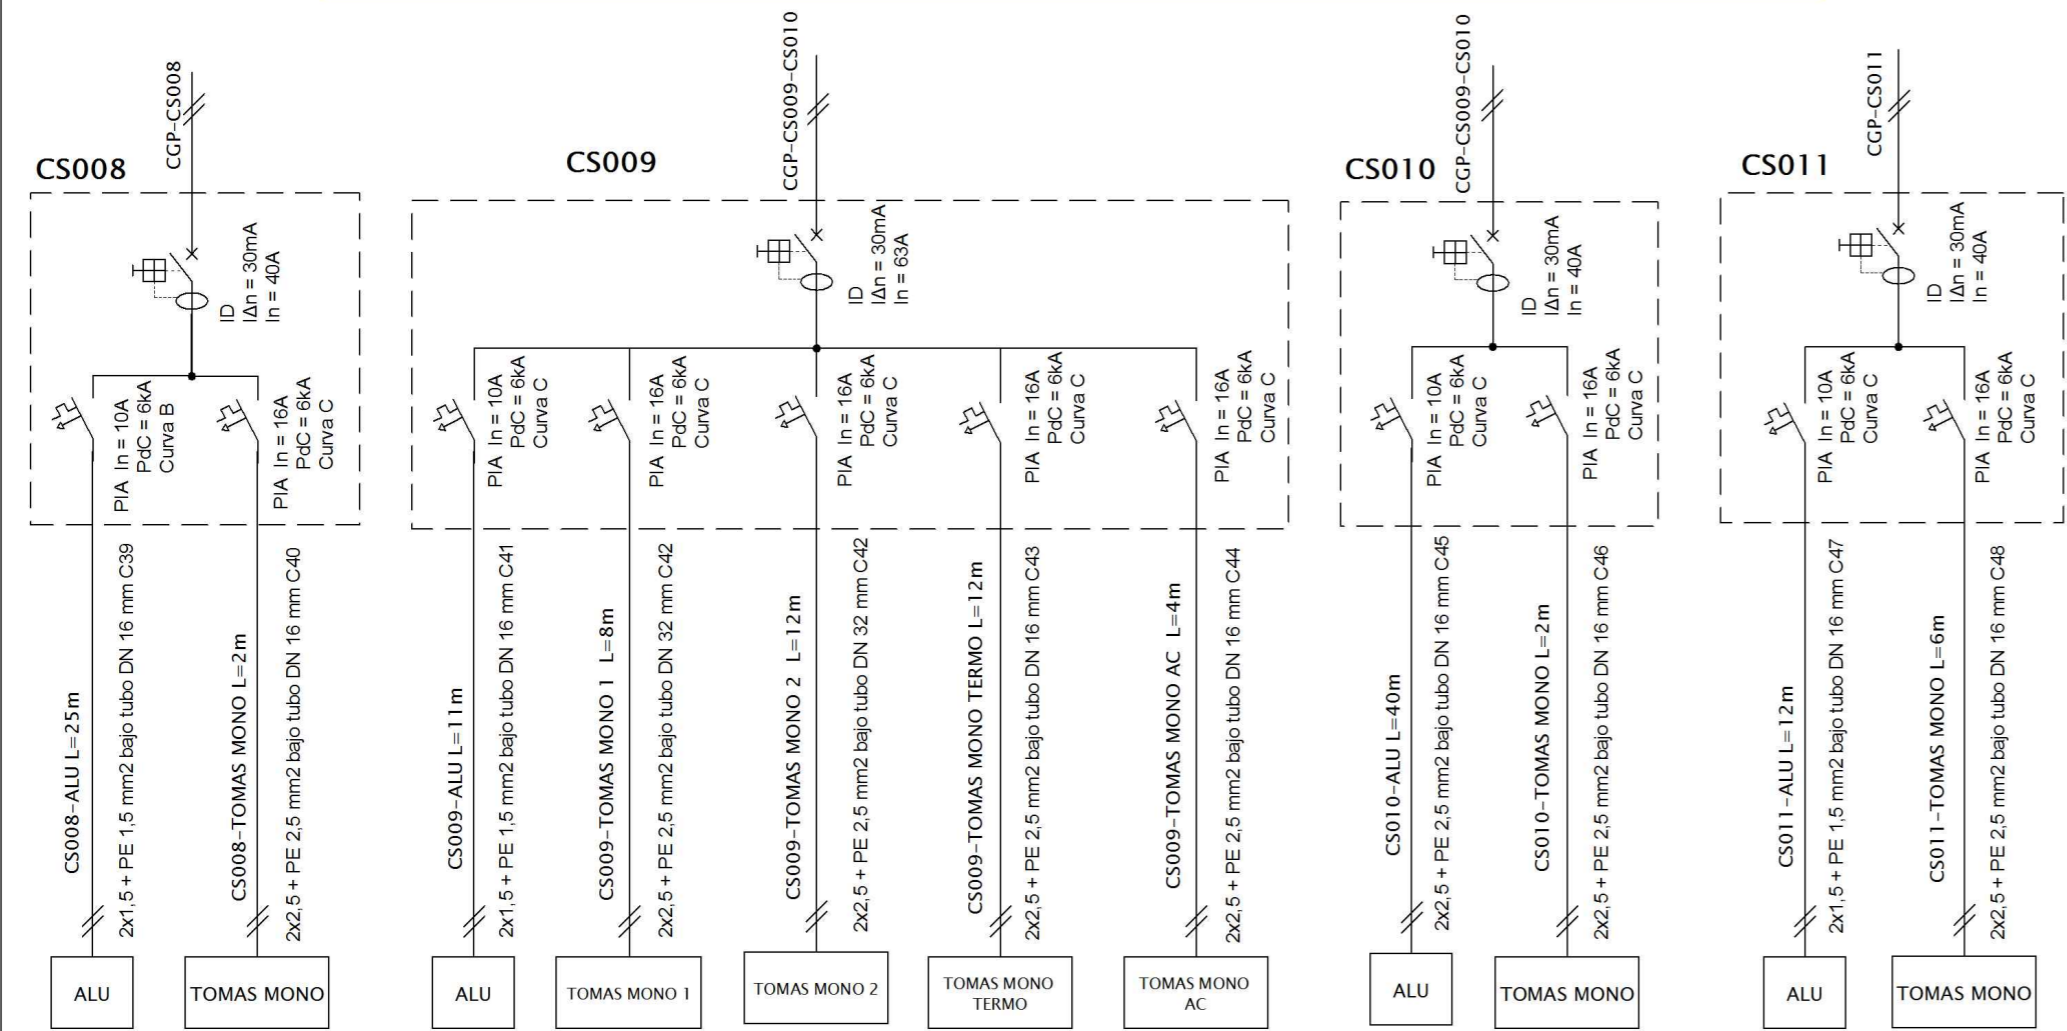 CS008
CGP-CS008
ID
I∆n = 30mA
In = 40A
PIA In = 10A
PdC = 6kA
Curva B
PIA In = 16A
PdC = 6kA
Curva C
CS008-ALU L=25m
2x1,5 + PE 1,5 mm2 bajo tubo DN 16 mm C39
CS008-TOMAS MONO L=2m
2x2,5 + PE 2,5 mm2 bajo tubo DN 16 mm C40
ALU
TOMAS MONO
CS009
CGP-CS009-CS010
ID
I∆n = 30mA
In = 63A
PIA In = 10A
PdC = 6kA
Curva C
PIA In = 16A
PdC = 6kA
Curva C
PIA In = 16A
PdC = 6kA
Curva C
PIA In = 16A
PdC = 6kA
Curva C
PIA In = 16A
PdC = 6kA
Curva C
CS009-ALU L=11m
2x1,5 + PE 1,5 mm2 bajo tubo DN 16 mm C41
CS009-TOMAS MONO 1 L=8m
2x2,5 + PE 2,5 mm2 bajo tubo DN 32 mm C42
CS009-TOMAS MONO 2 L=12m
2x2,5 + PE 2,5 mm2 bajo tubo DN 32 mm C42
CS009-TOMAS MONO TERMO L=12m
2x2,5 + PE 2,5 mm2 bajo tubo DN 16 mm C43
CS009-TOMAS MONO AC L=4m
2x2,5 + PE 2,5 mm2 bajo tubo DN 16 mm C44
ALU
TOMAS MONO 1
TOMAS MONO 2
TOMAS MONO
TERMO
TOMAS MONO
AC
CS010
CGP-CS009-CS010
ID
I∆n = 30mA
In = 40A
PIA In = 10A
PdC = 6kA
Curva C
PIA In = 16A
PdC = 6kA
Curva C
CS010-ALU L=40m
2x2,5 + PE 2,5 mm2 bajo tubo DN 16 mm C45
CS010-TOMAS MONO L=2m
2x2,5 + PE 2,5 mm2 bajo tubo DN 16 mm C46
ALU
TOMAS MONO
CS011
CGP-CS011
ID
I∆n = 30mA
In = 40A
PIA In = 10A
PdC = 6kA
Curva C
PIA In = 16A
PdC = 6kA
Curva C
CS011-ALU L=12m
2x1,5 + PE 1,5 mm2 bajo tubo DN 16 mm C47
CS011-TOMAS MONO L=6m
2x2,5 + PE 2,5 mm2 bajo tubo DN 16 mm C48
ALU
TOMAS MONO